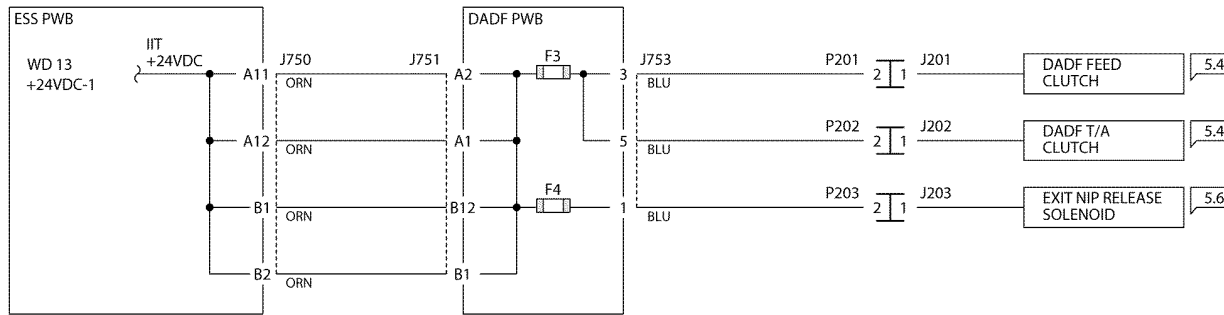 ESS PWB
DADF PWB
IIT
+24VDC
WD 13
+24VDC-1
A11 J750 J751 A2 F3 3 J753 P201 2 1 J201 DADF FEED 5.4
CLUTCH
ORN BLU
A12 A1 5 P202 2 1 J202 DADF T/A 5.4
CLUTCH
ORN BLU
B1 B12 F4 1 P203 2 1 J203 EXIT NIP RELEASE 5.6
SOLENOID
ORN BLU
B2 B1
ORN